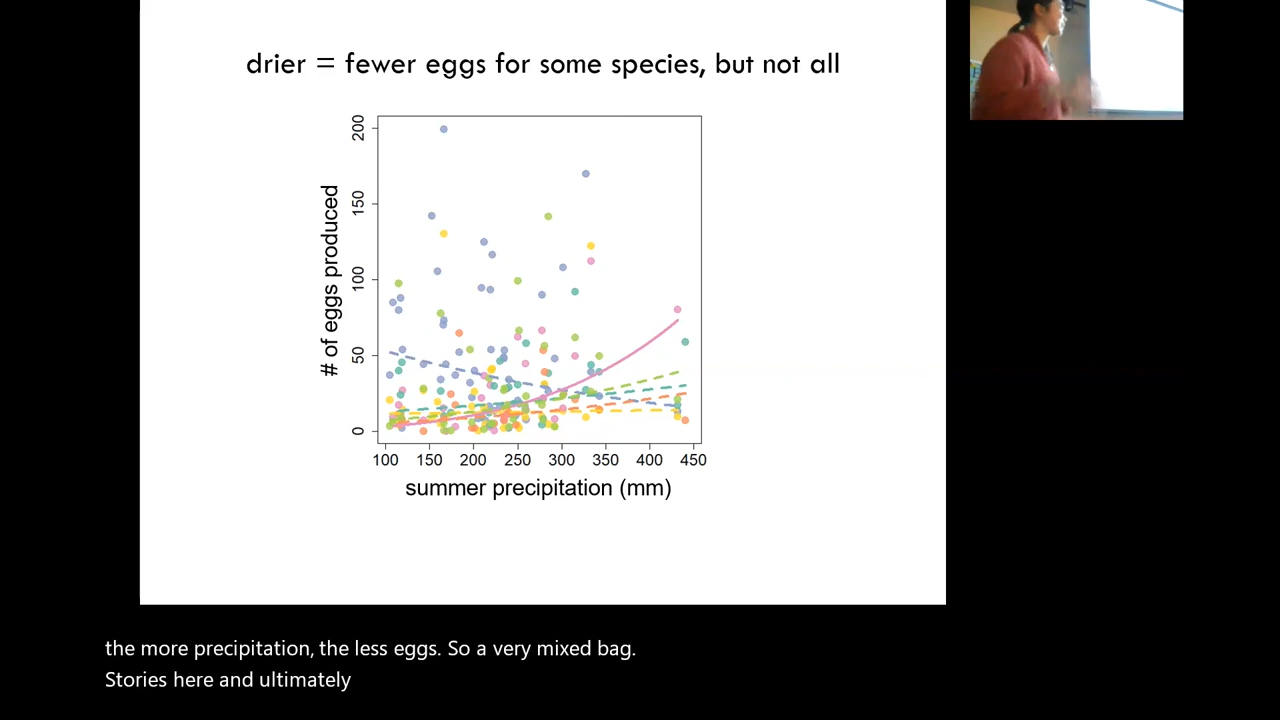 drier = fewer eggs for some species, but not all
200
150
100
50
0
# of eggs produced
100 150 200 250 300 350 400 450
summer precipitation (mm)
the more precipitation, the less eggs. So a very mixed bag.
Stories here and ultimately